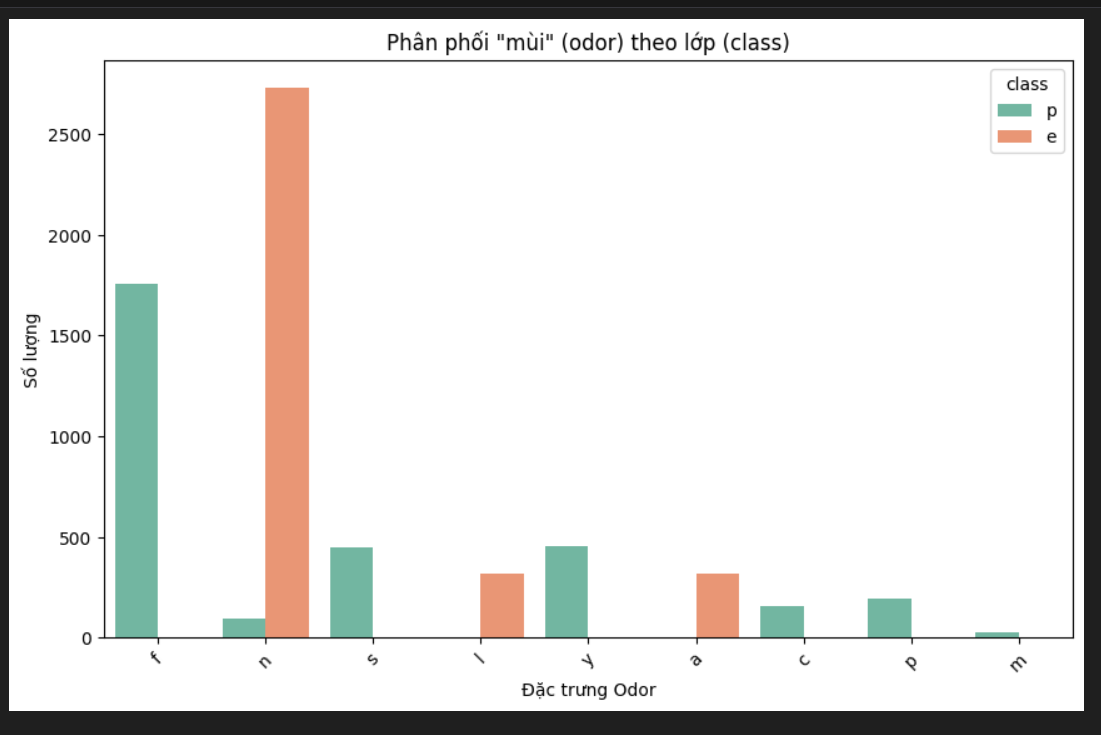 Phân phối "mùi" (odor) theo lớp (class)
class
p
e
2500
2000
1500
1000
500
0
Số lượng
f n s l y a c p m
Đặc trưng Odor